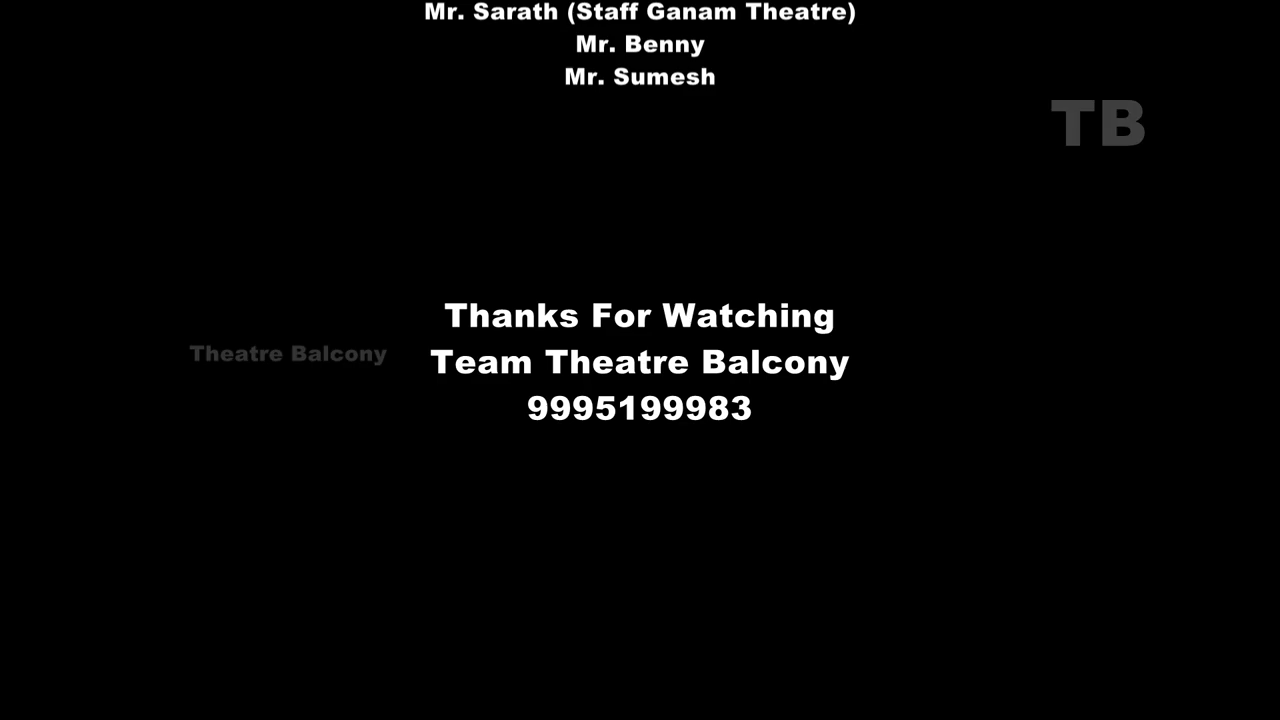 Mr. Sarath (Staff Ganam Theatre)
Mr. Benny
Mr. Sumesh
TB
Thanks For Watching
Theatre Balcony
Team Theatre Balcony
9995199983